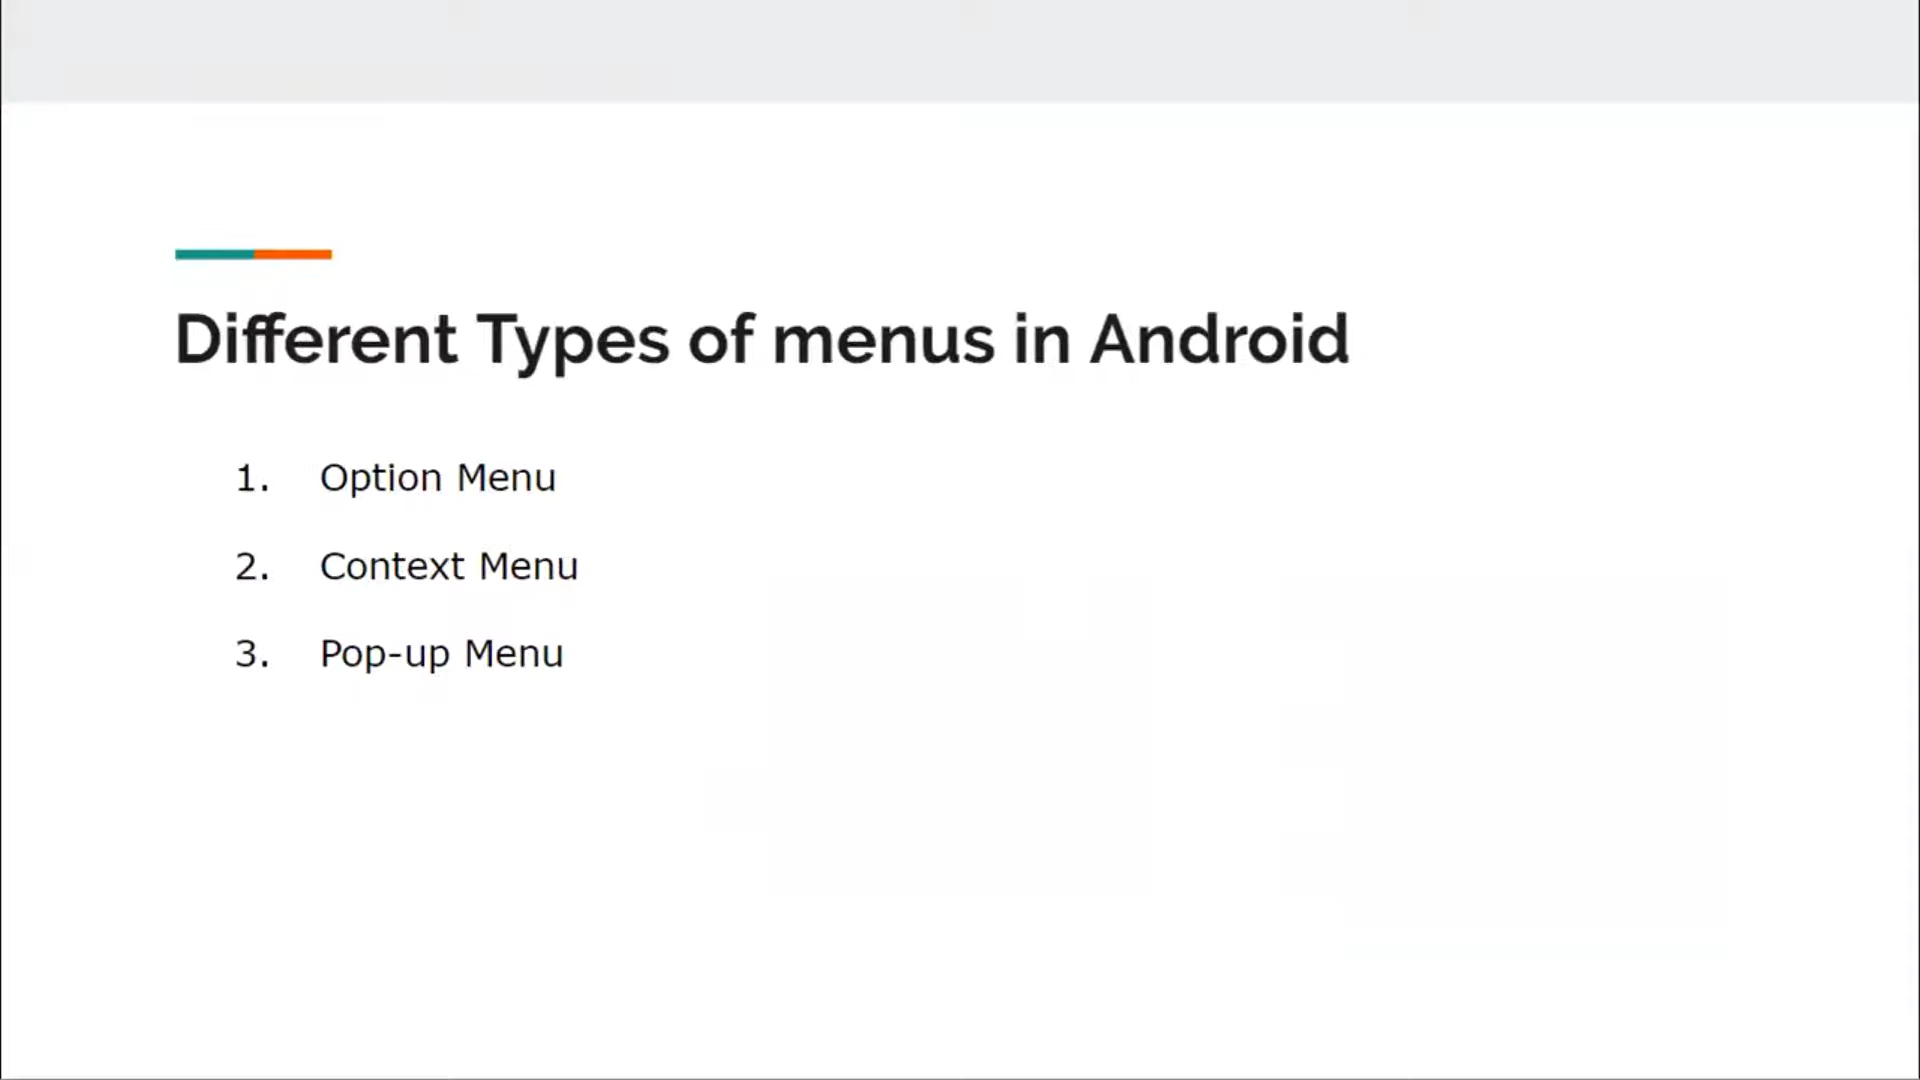 Different Types of menus in Android
1. Option Menu
2. Context Menu
3. Pop-up Menu